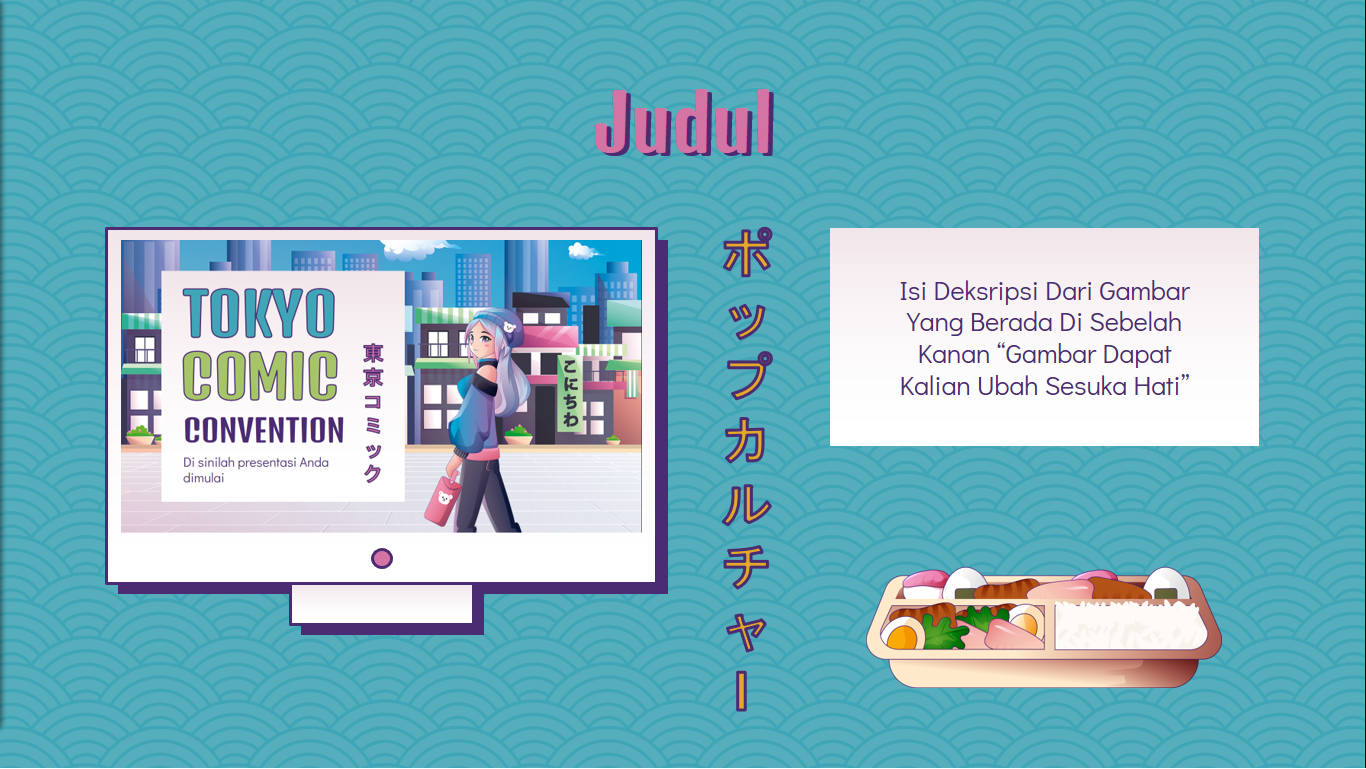 Judul
TOKYO
COMIC
CONVENTION
Di sinilah presentasi Anda
dimulai
東京コミック
こにちわ
ポップカルチャー
Isi Deksripsi Dari Gambar
Yang Berada Di Sebelah
Kanan “Gambar Dapat
Kalian Ubah Sesuka Hati”